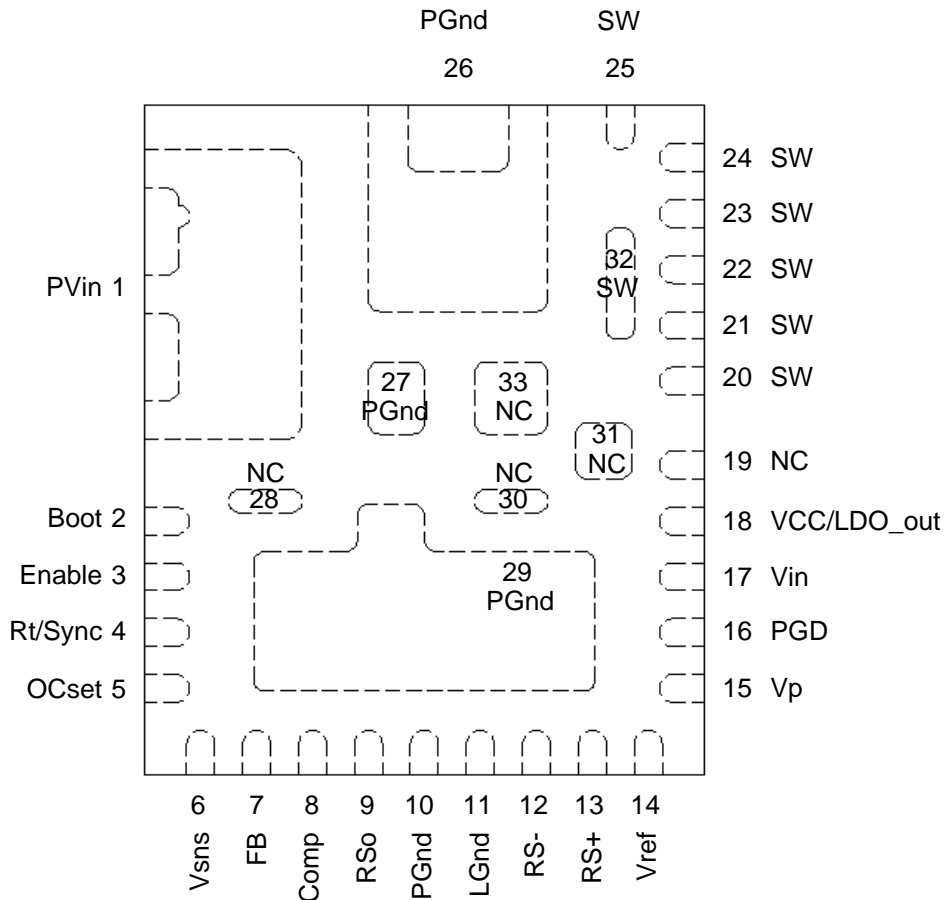 PGnd SW
26 25
24 SW
23 SW
32
SW
22 SW
PVin 1
21 SW
27
PGnd
33
NC
20 SW
31
NC
19 NC
NC
28
NC
30
Boot 2
18 VCC/LDO_out
Enable 3
29
PGnd
17 Vin
Rt/Sync 4
16 PGD
OCset 5
15 Vp
6 7 8 9 10 11 12 13 14
Vsns
FB
Comp
RSo
PGnd
LGnd
RS-
RS+
Vref